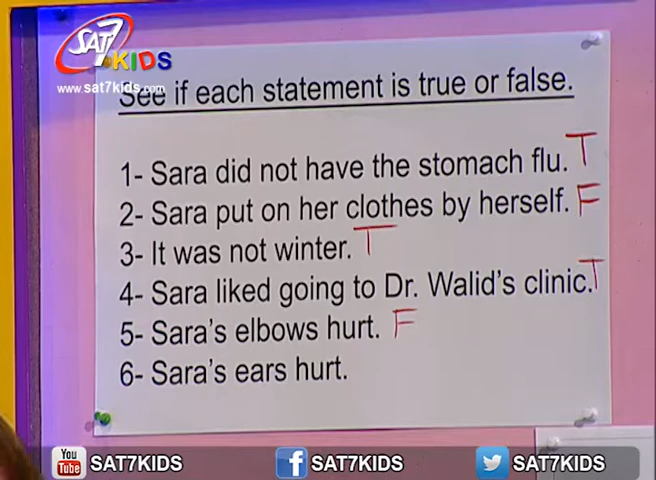 SAT7
KIDS
www.sat7kids.com
See if each statement is true or false.
1- Sara did not have the stomach flu. T
2- Sara put on her clothes by herself. F
3- It was not winter. T
4- Sara liked going to Dr. Walid's clinic. T
5- Sara's elbows hurt. F
6- Sara's ears hurt.
You Tube SAT7KIDS
f SAT7KIDS
SAT7KIDS